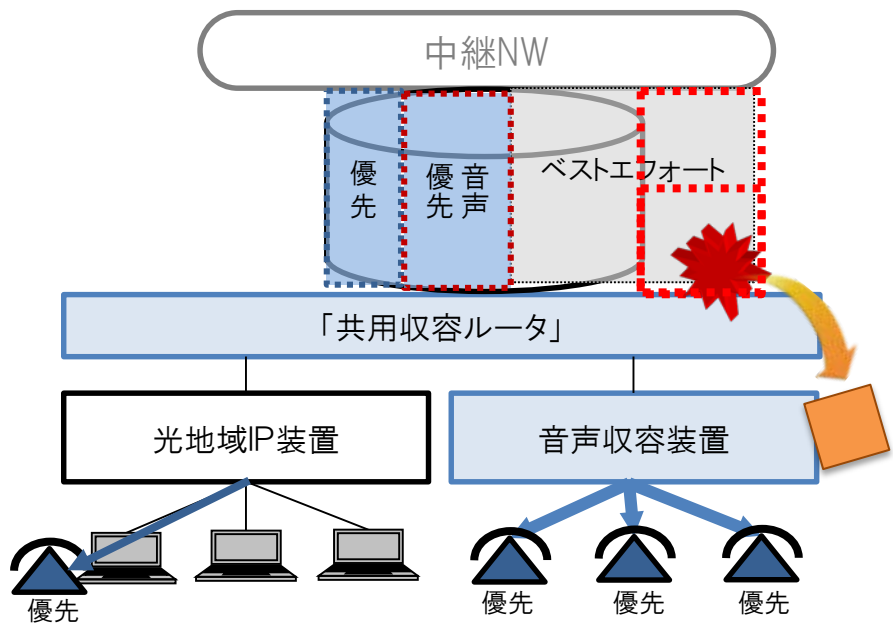 中継NW
優先
優先
音声
ベストエフォート
「共用収容ルータ」
光地域IP装置
音声収容装置
優先
優先
優先
優先